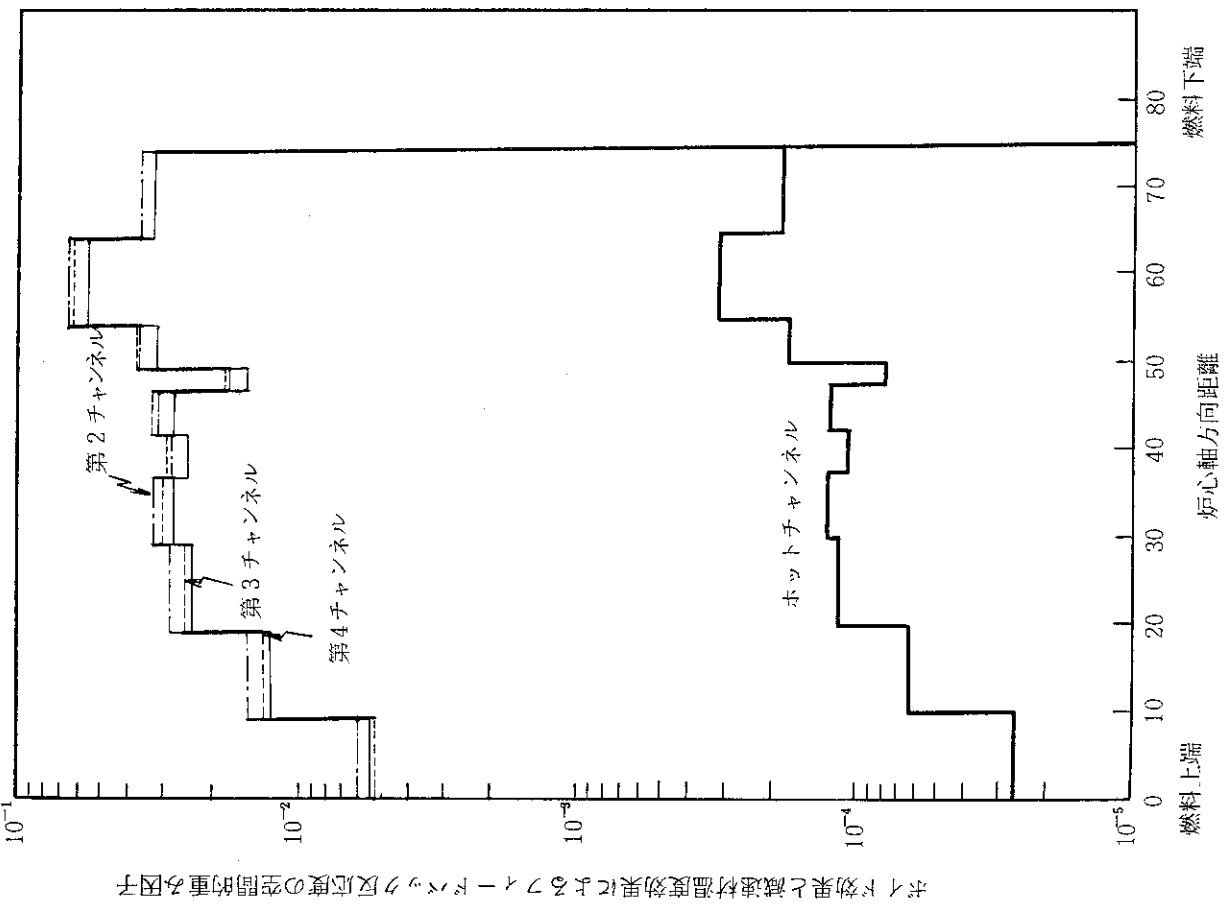 ボイド効果と減速材温度効果によるフィードバック反応度の空間的重み因子
10⁻¹
10⁻²
10⁻³
10⁻⁴
10⁻⁵
第2チャンネル
第3チャンネル
第4チャンネル
ホットチャンネル
0 10 20 30 40 50 60 70 80
燃料上端
燃料下端
炉心軸方向距離